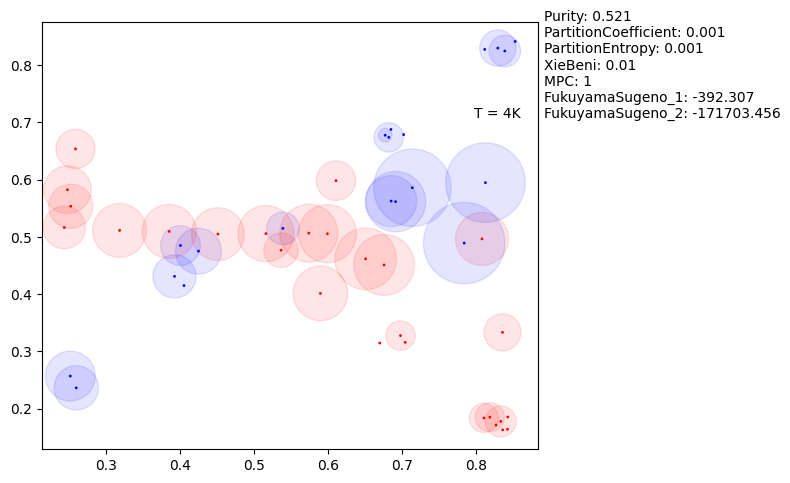 Purity: 0.521
PartitionCoefficient: 0.001
PartitionEntropy: 0.001
XieBeni: 0.01
MPC: 1
FukuyamaSugeno_1: -392.307
FukuyamaSugeno_2: -171703.456
T = 4K
0.8
0.7
0.6
0.5
0.4
0.3
0.2
0.3 0.4 0.5 0.6 0.7 0.8